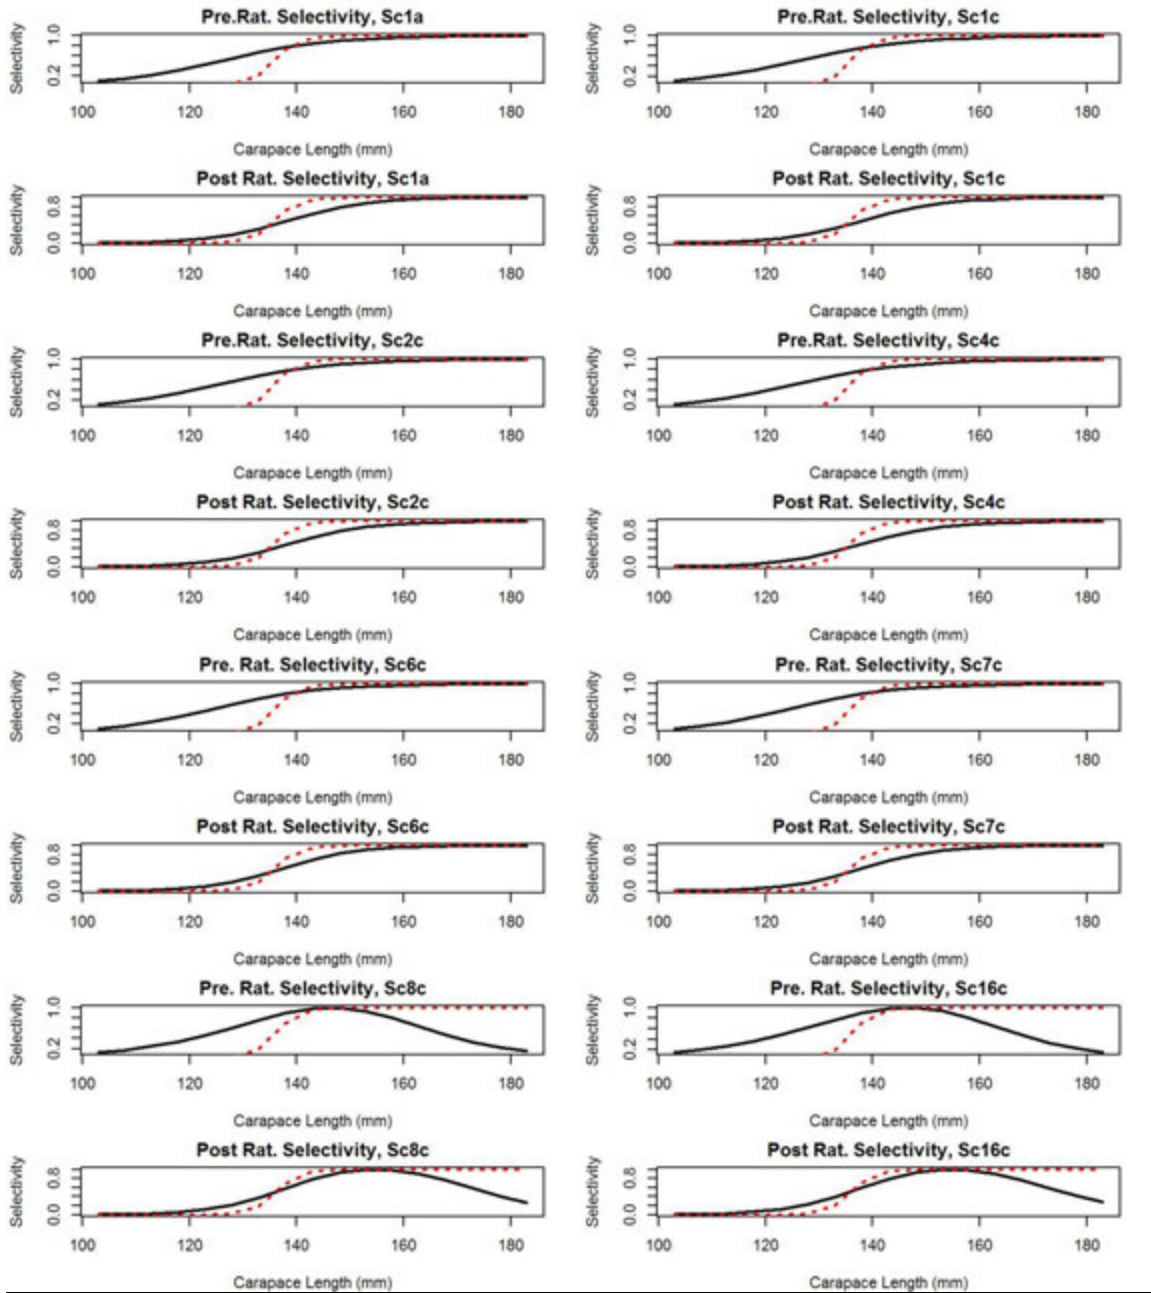 Pre.Rat. Selectivity, Sc1a
Selectivity
0.2 1.0
100 120 140 160 180
Carapace Length (mm)
Pre.Rat. Selectivity, Sc1c
Selectivity
0.2 1.0
100 120 140 160 180
Carapace Length (mm)
Post Rat. Selectivity, Sc1a
Selectivity
0.0 0.8
100 120 140 160 180
Carapace Length (mm)
Post Rat. Selectivity, Sc1c
Selectivity
0.0 0.8
100 120 140 160 180
Carapace Length (mm)
Pre.Rat. Selectivity, Sc2c
Selectivity
0.2 1.0
100 120 140 160 180
Carapace Length (mm)
Pre.Rat. Selectivity, Sc4c
Selectivity
0.2 1.0
100 120 140 160 180
Carapace Length (mm)
Post Rat. Selectivity, Sc2c
Selectivity
0.0 0.8
100 120 140 160 180
Carapace Length (mm)
Post Rat. Selectivity, Sc4c
Selectivity
0.0 0.8
100 120 140 160 180
Carapace Length (mm)
Pre. Rat. Selectivity, Sc6c
Selectivity
0.2 1.0
100 120 140 160 180
Carapace Length (mm)
Pre. Rat. Selectivity, Sc7c
Selectivity
0.2 1.0
100 120 140 160 180
Carapace Length (mm)
Post Rat. Selectivity, Sc6c
Selectivity
0.0 0.8
100 120 140 160 180
Carapace Length (mm)
Post Rat. Selectivity, Sc7c
Selectivity
0.0 0.8
100 120 140 160 180
Carapace Length (mm)
Pre. Rat. Selectivity, Sc8c
Selectivity
0.2 1.0
100 120 140 160 180
Carapace Length (mm)
Pre. Rat. Selectivity, Sc16c
Selectivity
0.2 1.0
100 120 140 160 180
Carapace Length (mm)
Post Rat. Selectivity, Sc8c
Selectivity
0.0 0.8
100 120 140 160 180
Carapace Length (mm)
Post Rat. Selectivity, Sc16c
Selectivity
0.0 0.8
100 120 140 160 180
Carapace Length (mm)